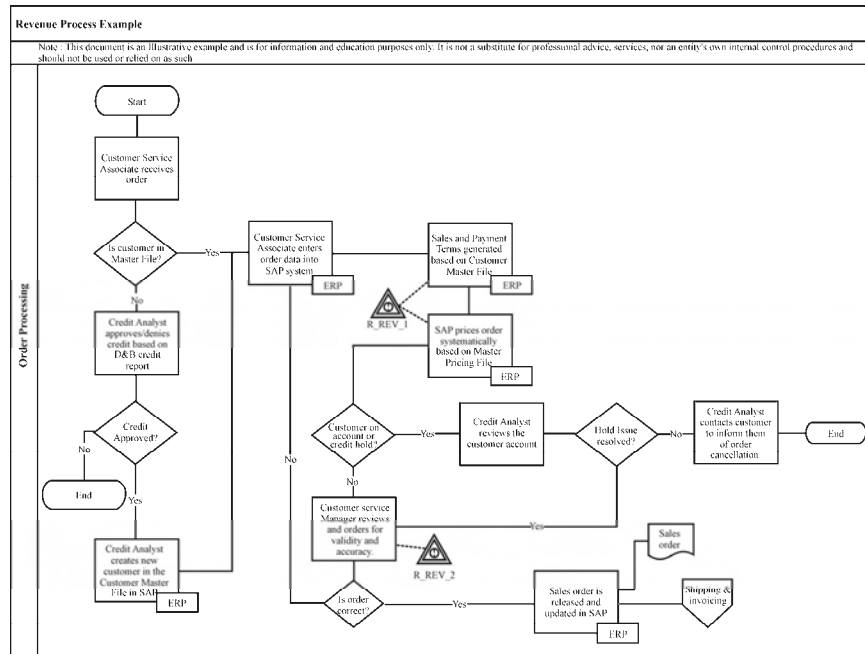 Revenue Process Example
Note : This document is an Illustrative example and is for information and education purposes only. It is not a substitute for professional advice, services, nor an entity's own internal control procedures and
should not be used or relied on as such
Order Processing
Start
Customer Service
Associate receives
order
Is customer in
Master File?
Yes
No
Credit Analyst
approves/denies
credit based on
D&B credit
report
Credit
Approved?
No
End
Yes
Credit Analyst
creates new
customer in the
Customer Master
File in SAP
ERP
Customer Service
Associate enters
order data into
SAP system
ERP
Sales and Payment
Terms generated
based on Customer
Master File
ERP
R_REV_1
SAP prices order
systematically
based on Master
Pricing File
ERP
Customer on
account or
credit hold?
Yes
Credit Analyst
reviews the
customer account
Hold Issue
resolved?
No
Credit Analyst
contacts customer
to inform them
of order
cancellation
End
No
No
Yes
Customer service
Manager reviews
and orders for
validity and
accuracy.
R_REV_2
Is order
correct?
Yes
Sales order is
released and
updated in SAP
ERP
Sales
order
Shipping &
invoicing